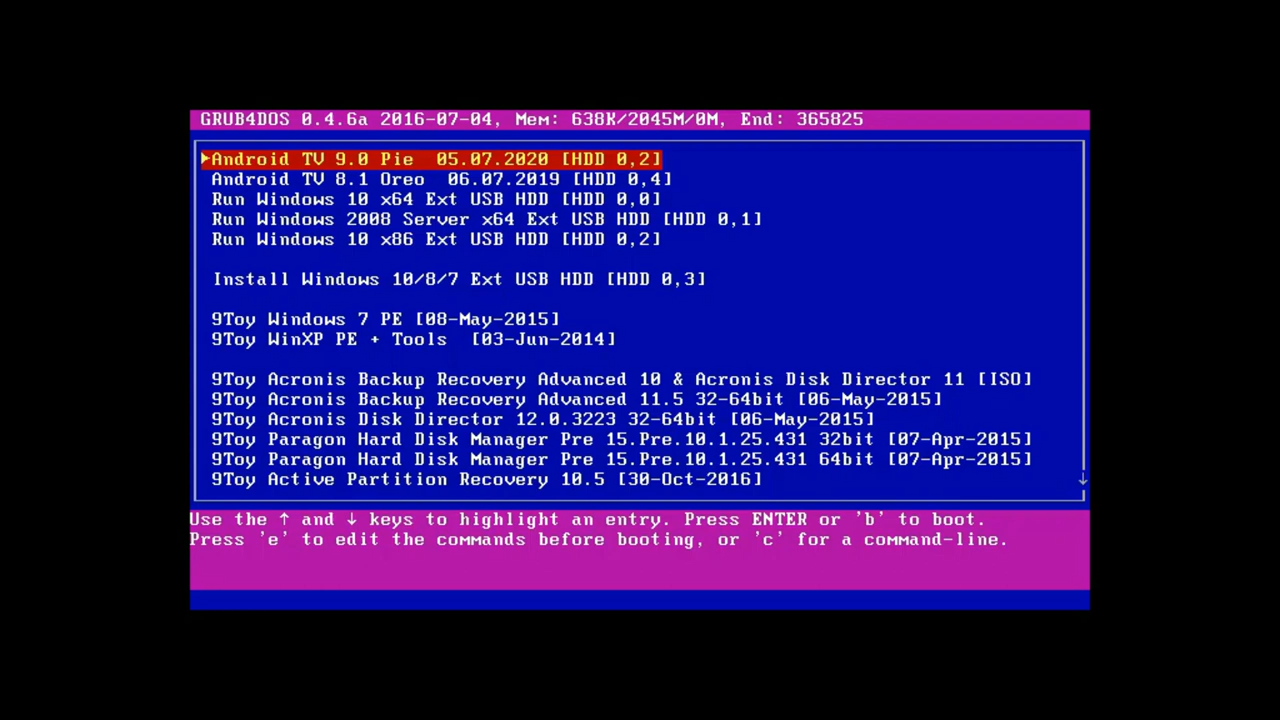 GRUB4DOS 0.4.6a 2016-07-04, Mem: 638K/2045M/0M, End: 365825
Android TV 9.0 Pie  05.07.2020 [HDD 0,2]
Android TV 8.1 Oreo  06.07.2019 [HDD 0,4]
Run Windows 10 x64 Ext USB HDD [HDD 0,0]
Run Windows 2008 Server x64 Ext USB HDD [HDD 0,1]
Run Windows 10 x86 Ext USB HDD [HDD 0,2]
Install Windows 10/8/7 Ext USB HDD [HDD 0,3]
9Toy Windows 7 PE [08-May-2015]
9Toy WinXP PE + Tools  [03-Jun-2014]
9Toy Acronis Backup Recovery Advanced 10 & Acronis Disk Director 11 [ISO]
9Toy Acronis Backup Recovery Advanced 11.5 32-64bit [06-May-2015]
9Toy Acronis Disk Director 12.0.3223 32-64bit [06-May-2015]
9Toy Paragon Hard Disk Manager Pre 15.Pre.10.1.25.431 32bit [07-Apr-2015]
9Toy Paragon Hard Disk Manager Pre 15.Pre.10.1.25.431 64bit [07-Apr-2015]
9Toy Active Partition Recovery 10.5 [30-Oct-2016]
Use the ↑ and ↓ keys to highlight an entry. Press ENTER or 'b' to boot.
Press 'e' to edit the commands before booting, or 'c' for a command-line.